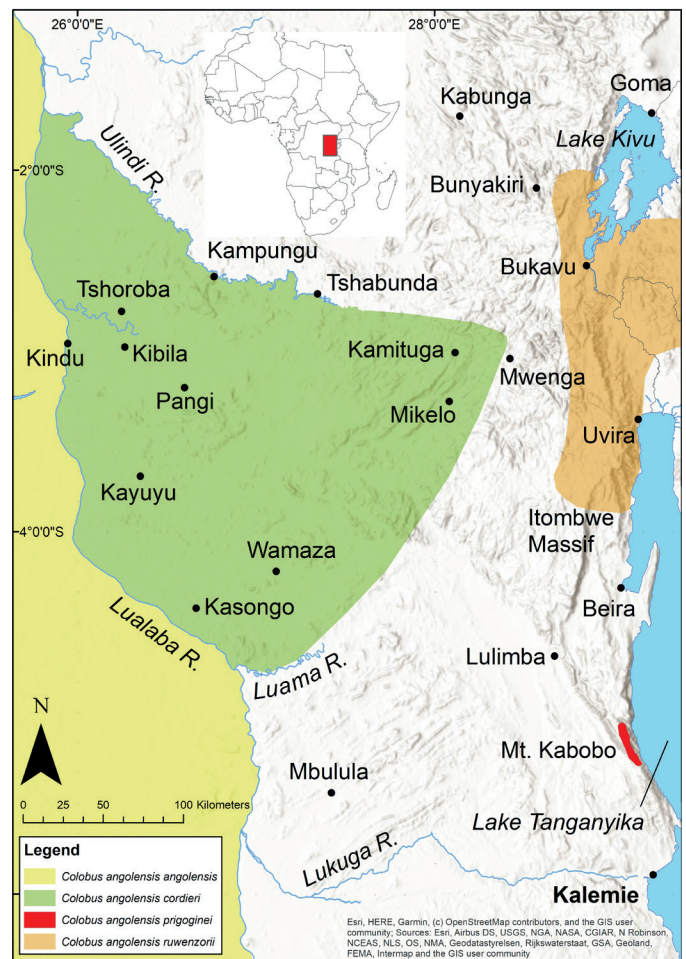 26°0'0"E
28°0'0"E
Goma
Kabunga
Lake Kivu
Ulindi R.
2°0'0"S
Bunyakiri
Kampungu
Bukavu
Tshabunda
Tshoroba
Kindu
Kibila
Kamituga
Mwenga
Pangi
Mikelo
Uvira
Kayuyu
4°0'0"S
Itombwe
Massif
Wamaza
Beira
Kasongo
Lualaba R.
Luama R.
Lulimba
N
Mt. Kabobo
Mbulula
0 25 50 100 Kilometers
Lake Tanganyika
Lukuga R.
Legend
Colobus angolensis angolensis
Colobus angolensis cordieri
Colobus angolensis prigoginei
Colobus angolensis ruwenzorii
Kalemie
Esri, HERE, Garmin, (c) OpenStreetMap contributors, and the GIS user
community; Sources: Esri, Airbus DS, USGS, NGA, NASA, CGIAR, N Robinson,
NCEAS, NLS, OS, NMA, Geodatastyrelsen, Rijkswaterstaat, GSA, Geoland,
FEMA, Intermap and the GIS user community